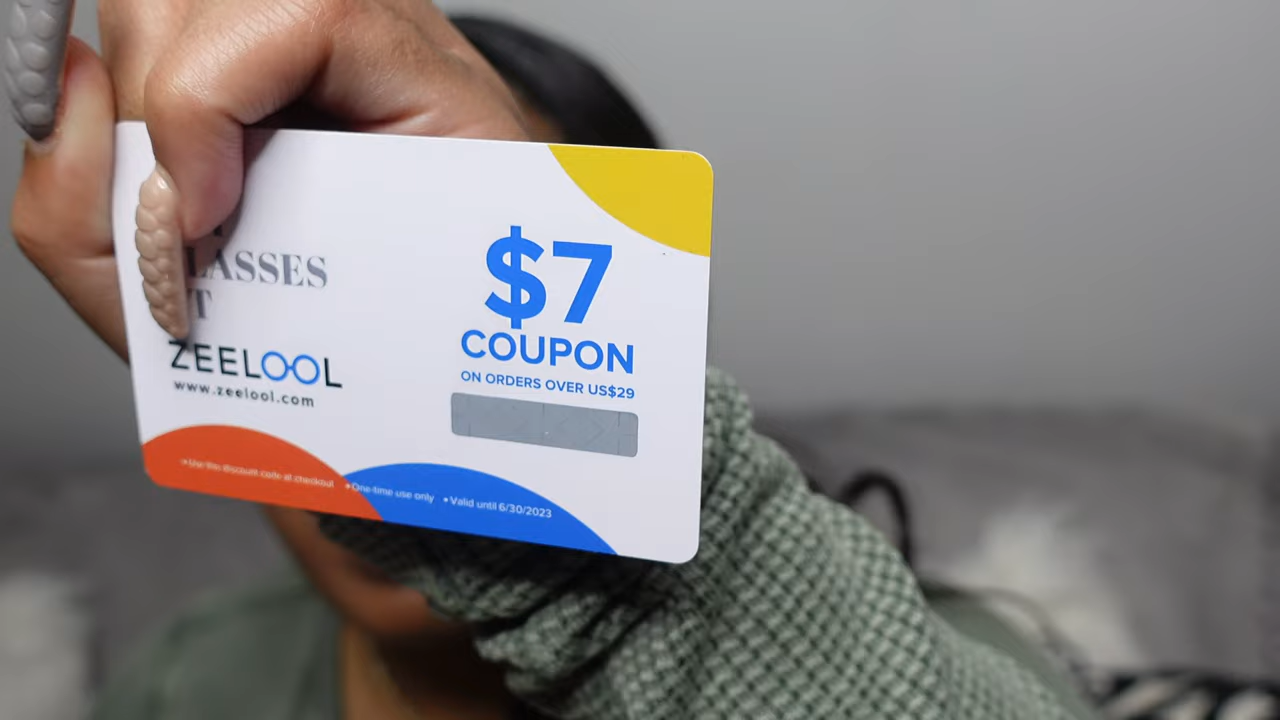 LASSES
T
ZEELOOL
www.zeelool.com
$7
COUPON
ON ORDERS OVER US$29
•Use this discount code at checkout •One-time use only •Valid until 6/30/2023